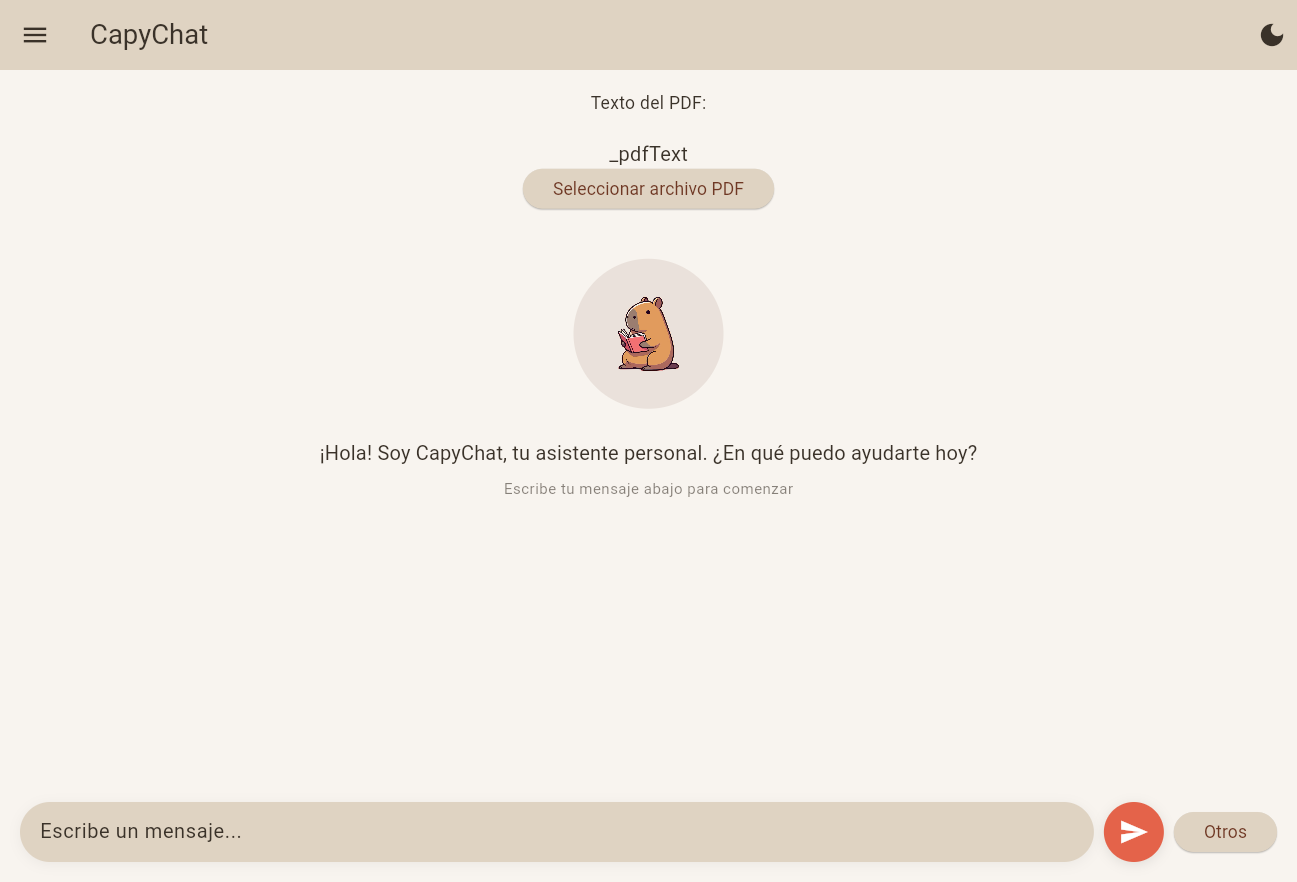 CapyChat
Texto del PDF:
_pdfText
Seleccionar archivo PDF
¡Hola! Soy CapyChat, tu asistente personal. ¿En qué puedo ayudarte hoy?
Escribe tu mensaje abajo para comenzar
Escribe un mensaje...
Otros